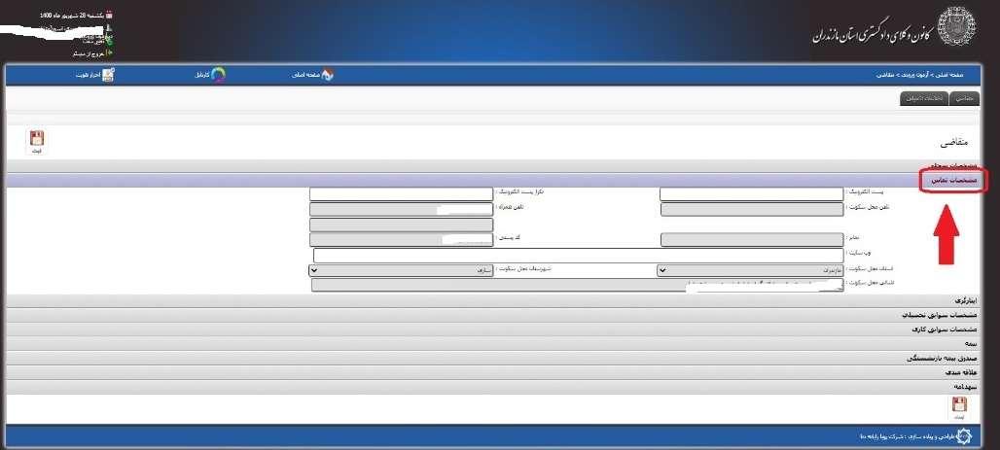 یکشنبه 28 شهریور ماه 1400
خروج از سیستم
کانون وکلای دادگستری استان مازندران
صفحه اصلی > آزمون ورودی > متقاضی
صفحه اصلی
کارتابل
احراز هویت
متقاضی
اطلاعات تکمیلی
متقاضی
ثبت
مشخصات سجلی
مشخصات تماس
پست الکترونیک :
تکرار پست الکترونیک :
تلفن محل سکونت :
تلفن همراه :
نمابر :
کد پستی :
وب سایت :
استان محل سکونت :
مازندران
شهرستان محل سکونت :
ساری
نشانی محل سکونت :
ایثارگری
مشخصات سوابق تحصیلی
مشخصات سوابق کاری
بیمه
صندوق بیمه بازنشستگی
علاقه مندی
تعهدنامه
ثبت
طراحی و پیاده سازی : شرکت پویا رایانه دنا